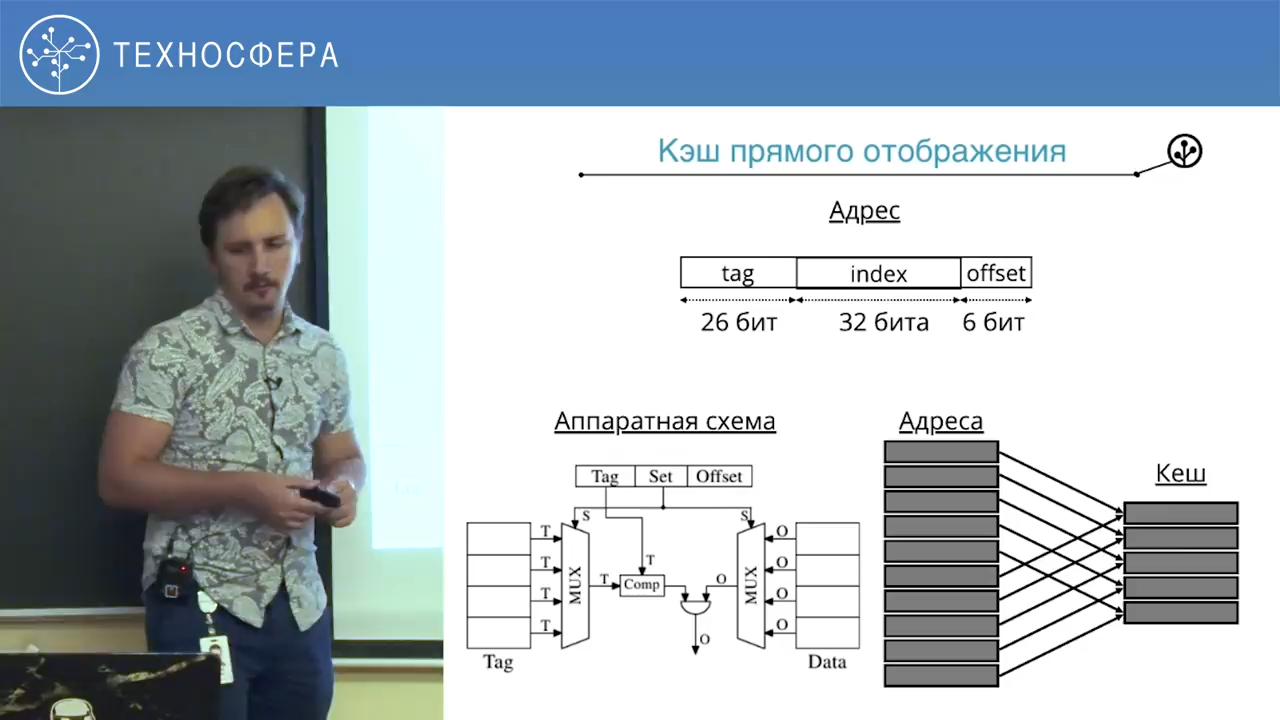 ТЕХНОСФЕРА
Кэш прямого отображения
Адрес
tag index offset
26 бит 32 бита 6 бит
Аппаратная схема
Адреса
Кеш
Tag Set Offset
S S
T T T T
MUX
T
T
Comp
O
MUX
O O O O
O
Tag
Data